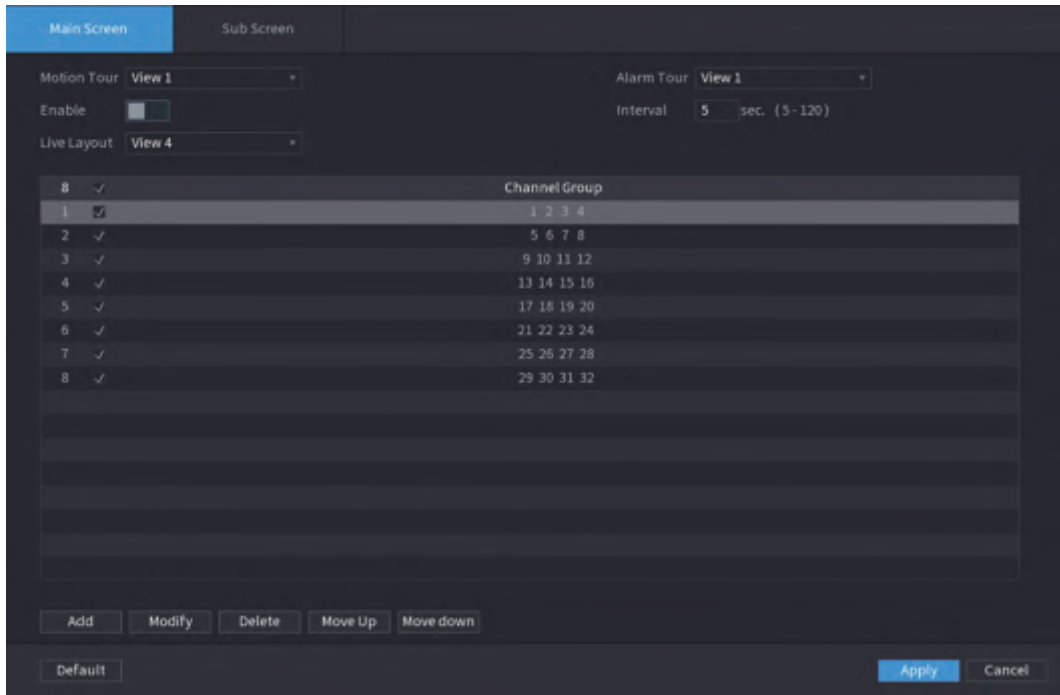 Main Screen Sub Screen
Motion Tour View 1 Alarm Tour View 1
Enable Interval 5 sec. (5-120)
Live Layout View 4
8 Channel Group
1 1 2 3 4
2 5 6 7 8
3 9 10 11 12
4 13 14 15 16
5 17 18 19 20
6 21 22 23 24
7 25 26 27 28
8 29 30 31 32
Add Modify Delete Move Up Move down
Default Apply Cancel